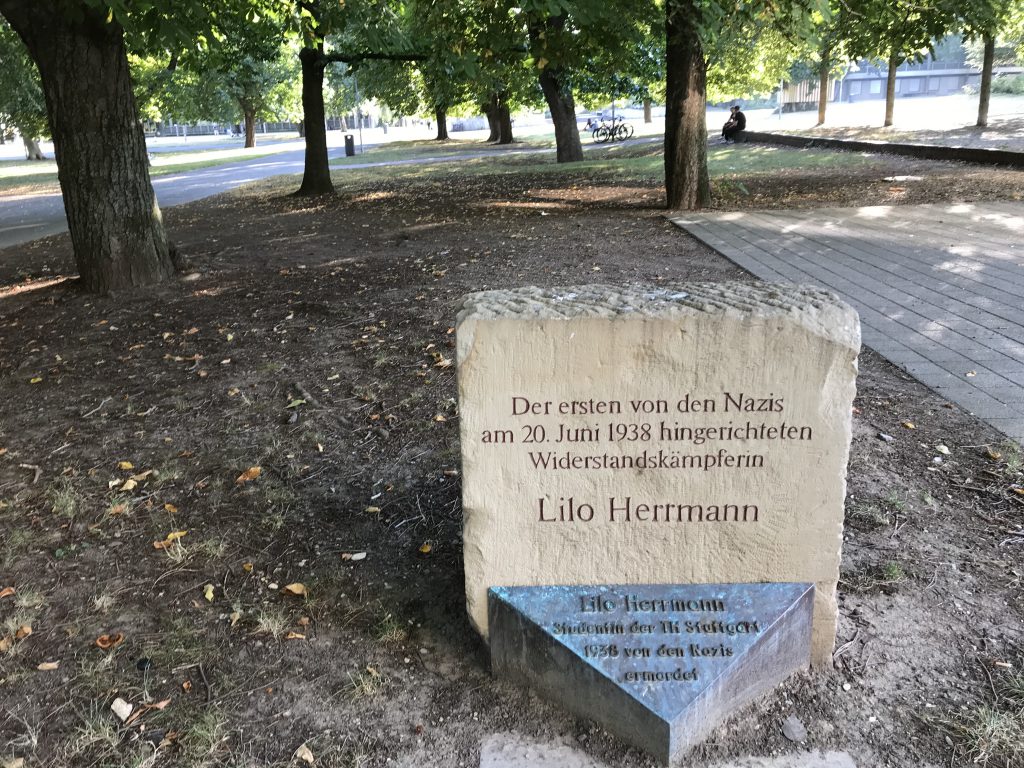 Der ersten von den Nazis
am 20. Juni 1938 hingerichteten
Widerstandskämpferin
Lilo Herrmann
Lilo Herrmann
Studentin der TH Stuttgart
1938 von den Nazis
ermordet